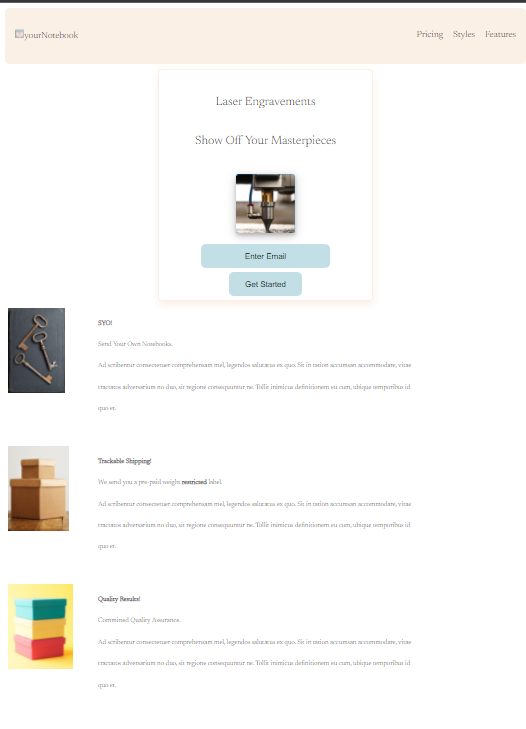 yourNotebook
Pricing Styles Features
Laser Engravements
Show Off Your Masterpieces
Enter Email
Get Started
SYO!
Send Your Own Notebooks.
Ad scribentur consectetuer comprehensam mel, legendos salutatus ex quo. Sit in tation accumsan accommodare, vitae
tractatos adversarium no duo, sit regione consequuntur ne. Tollit inimicus definitionem eu cum, ubique temporibus id
quo et.
Trackable Shipping!
We send you a pre-paid weight restricted label.
Ad scribentur consectetuer comprehensam mel, legendos salutatus ex quo. Sit in tation accumsan accommodare, vitae
tractatos adversarium no duo, sit regione consequuntur ne. Tollit inimicus definitionem eu cum, ubique temporibus id
quo et.
Quality Results!
Commited Quality Assurance.
Ad scribentur consectetuer comprehensam mel, legendos salutatus ex quo. Sit in tation accumsan accommodare, vitae
tractatos adversarium no duo, sit regione consequuntur ne. Tollit inimicus definitionem eu cum, ubique temporibus id
quo et.